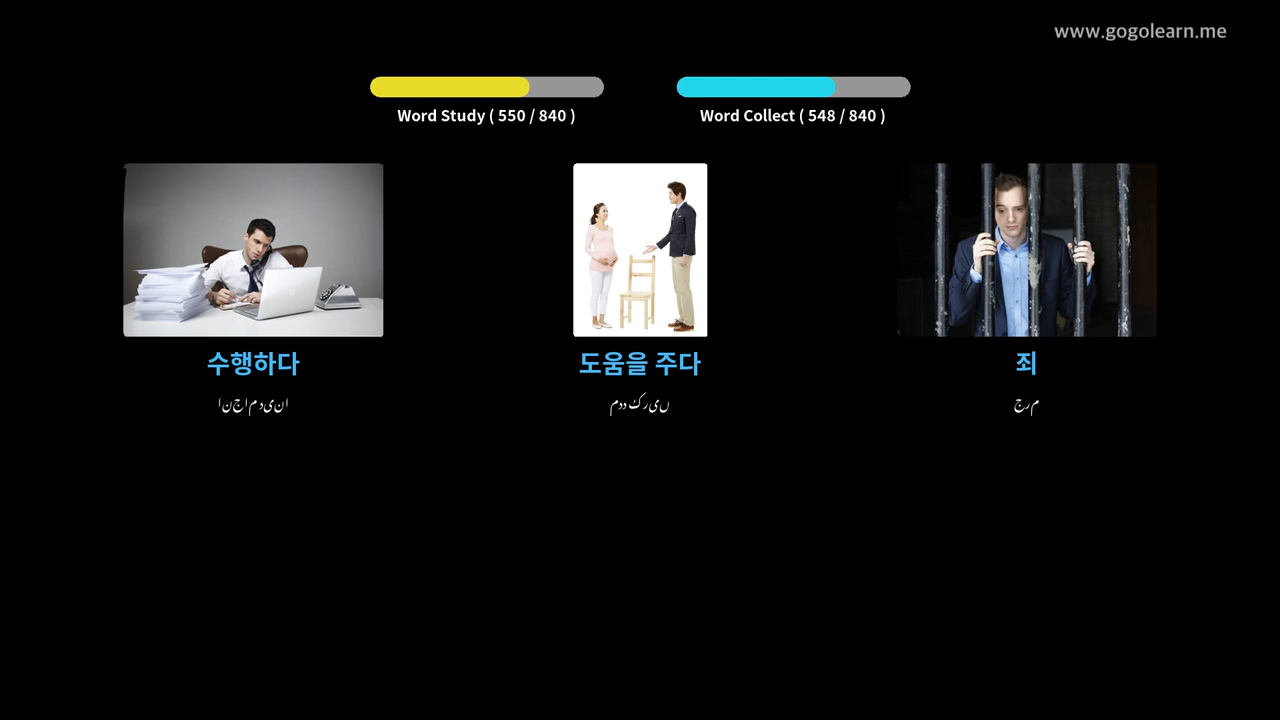 www.gogolearn.me
Word Study ( 550 / 840 )
Word Collect ( 548 / 840 )
수행하다
انجام دینا
도움을 주다
مدد کریں
죄
جرم